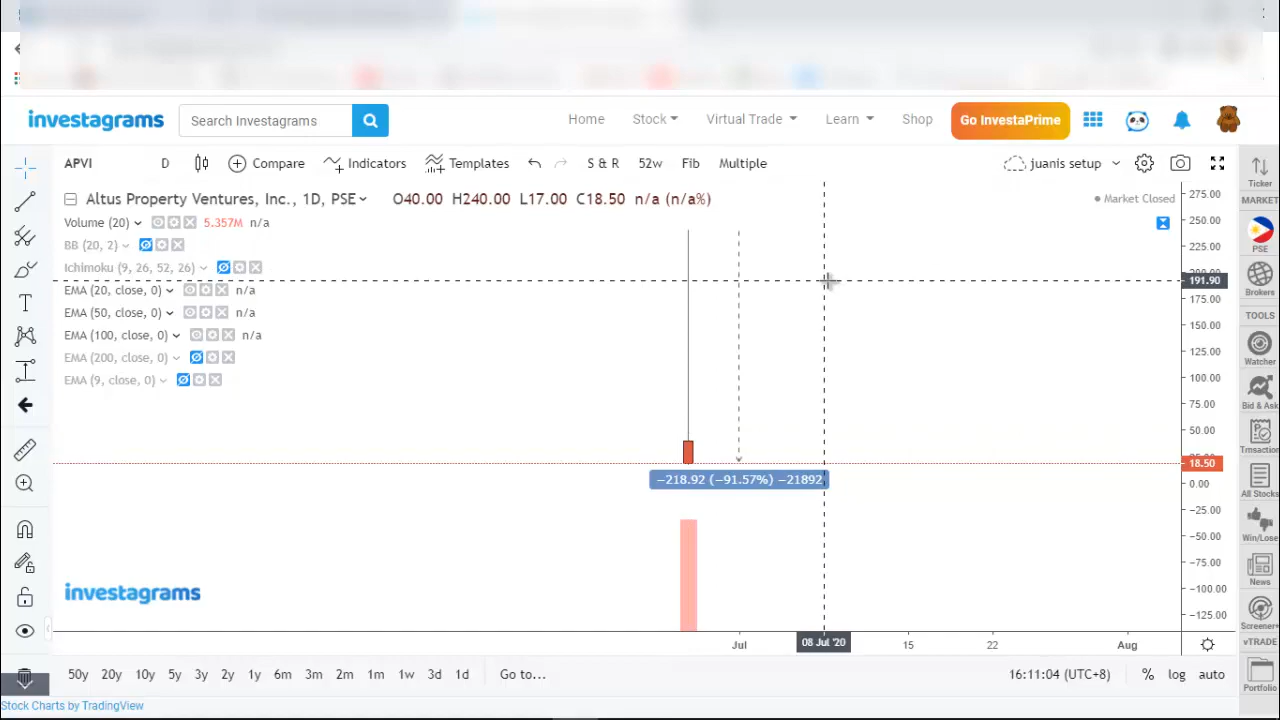 investagrams Search Investagrams Home Stock Virtual Trade Learn Shop Go InvestaPrime
APVI D Compare Indicators Templates S & R 52w Fib Multiple juanis setup
Ticker
Altus Property Ventures, Inc., 1D, PSE O40.00 H240.00 L17.00 C18.50 n/a (n/a%)
Market Closed
275.00
MARKET
Volume (20) 5.357M n/a
250.00
BB (20, 2)
225.00
PSE
Ichimoku (9, 26, 52, 26)
200.00
191.90
EMA (20, close, 0) n/a
175.00
Brokers
EMA (50, close, 0) n/a
150.00
TOOLS
EMA (100, close, 0) n/a
125.00
EMA (200, close, 0)
Watcher
EMA (9, close, 0)
100.00
75.00
Bid & Ask
50.00
18.50
Trnsaction
−218.92 (−91.57%) −21892
0.00
All Stocks
−25.00
−50.00
Win/Lose
−75.00
News
investagrams
−100.00
−125.00
Screener+
Jul 08 Jul '20 15 22 Aug
vTRADE
50y 20y 10y 5y 3y 2y 1y 6m 3m 2m 1m 1w 3d 1d Go to... 16:11:04 (UTC+8) % log auto
Portfolio
Stock Charts by TradingView